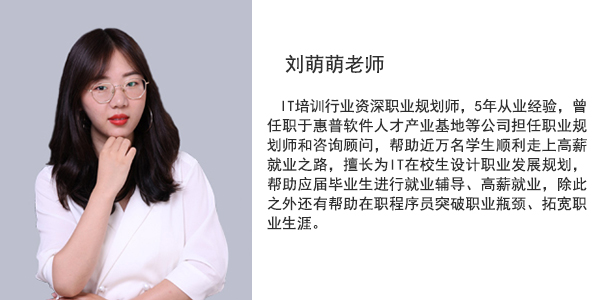 刘萌萌老师
IT培训行业资深职业规划师，5年从业经验，曾
任职于惠普软件人才产业基地等公司担任职业规
划师和咨询顾问，帮助近万名学生顺利走上高薪
就业之路，擅长为IT在校生设计职业发展规划，
帮助应届毕业生进行就业辅导、高薪就业，除此
之外还有帮助在职程序员突破职业瓶颈、拓宽职
业生涯。